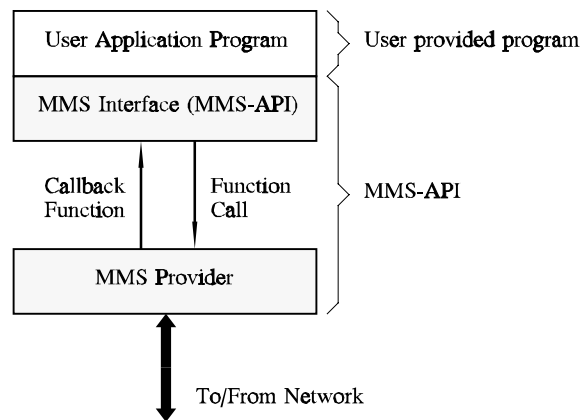 User Application Program
User provided program
MMS Interface (MMS-API)
Callback
Function
Function
Call
MMS-API
MMS Provider
To/From Network